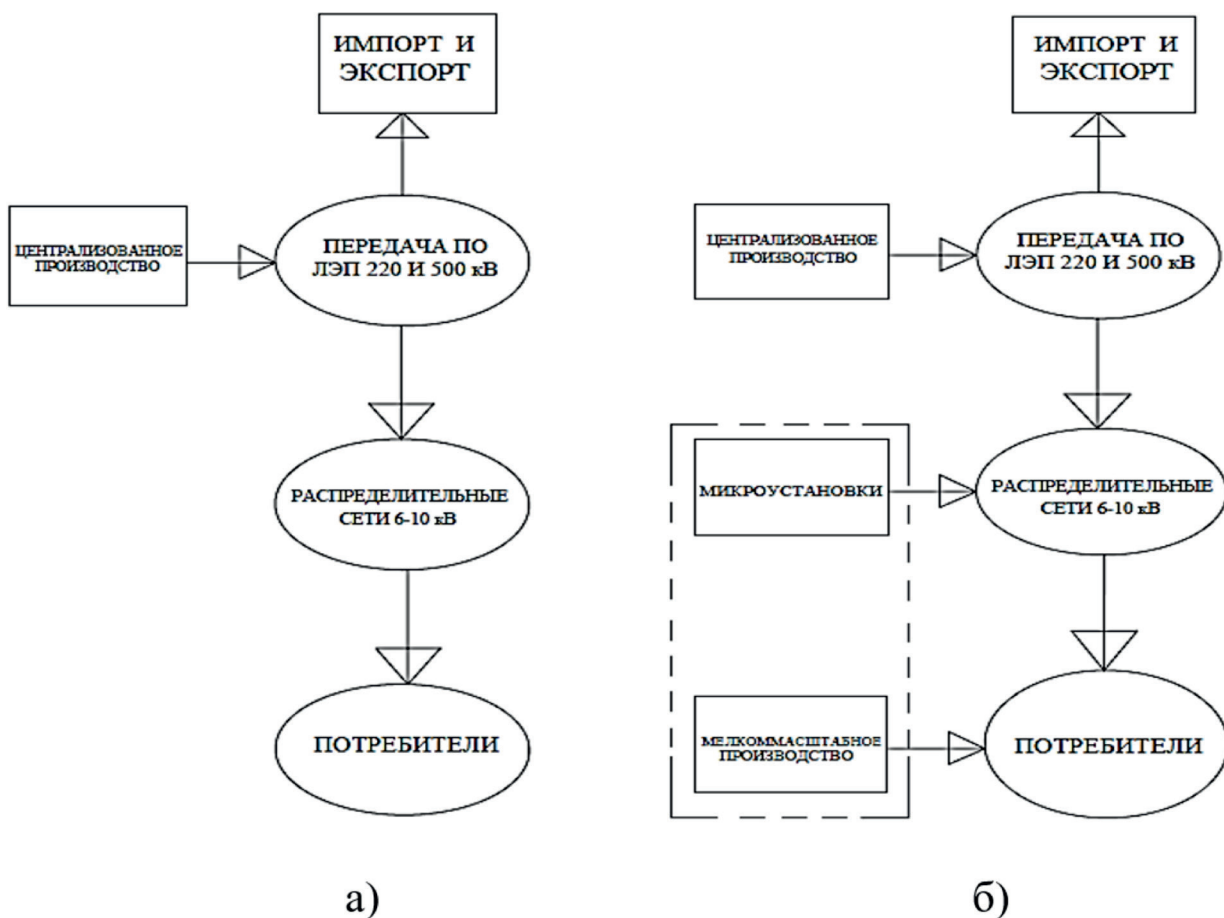 ИМПОРТ И
ЭКСПОРТ
ЦЕНТРАЛИЗОВАННОЕ
ПРОИЗВОДСТВО
ПЕРЕДАЧА ПО
ЛЭП 220 И 500 кВ
РАСПРЕДЕЛИТЕЛЬНЫЕ
СЕТИ 6-10 кВ
ПОТРЕБИТЕЛИ
а)
ИМПОРТ И
ЭКСПОРТ
ЦЕНТРАЛИЗОВАННОЕ
ПРОИЗВОДСТВО
ПЕРЕДАЧА ПО
ЛЭП 220 И 500 кВ
МИКРОУСТАНОВКИ
РАСПРЕДЕЛИТЕЛЬНЫЕ
СЕТИ 6-10 кВ
МЕЛКОММАСШТАБНОЕ
ПРОИЗВОДСТВО
ПОТРЕБИТЕЛИ
б)